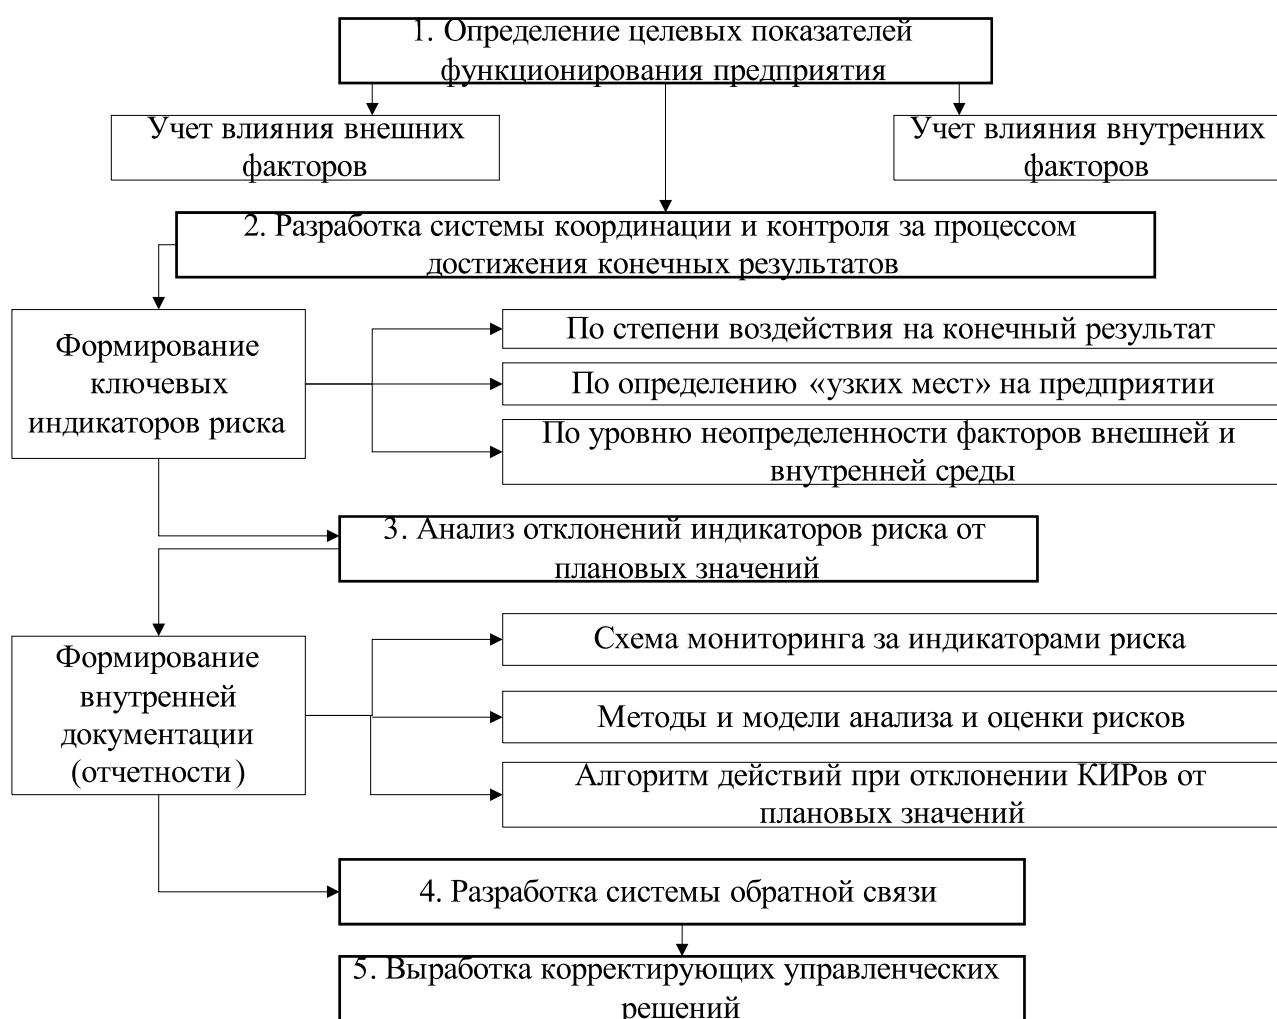 1. Определение целевых показателей
функционирования предприятия
Учет влияния внешних
факторов
Учет влияния внутренних
факторов
2. Разработка системы координации и контроля за процессом
достижения конечных результатов
Формирование
ключевых
индикаторов риска
По степени воздействия на конечный результат
По определению «узких мест» на предприятии
По уровню неопределенности факторов внешней и
внутренней среды
3. Анализ отклонений индикаторов риска от
плановых значений
Формирование
внутренней
документации
(отчетности)
Схема мониторинга за индикаторами риска
Методы и модели анализа и оценки рисков
Алгоритм действий при отклонении КИРов от
плановых значений
4. Разработка системы обратной связи
5. Выработка корректирующих управленческих
решений